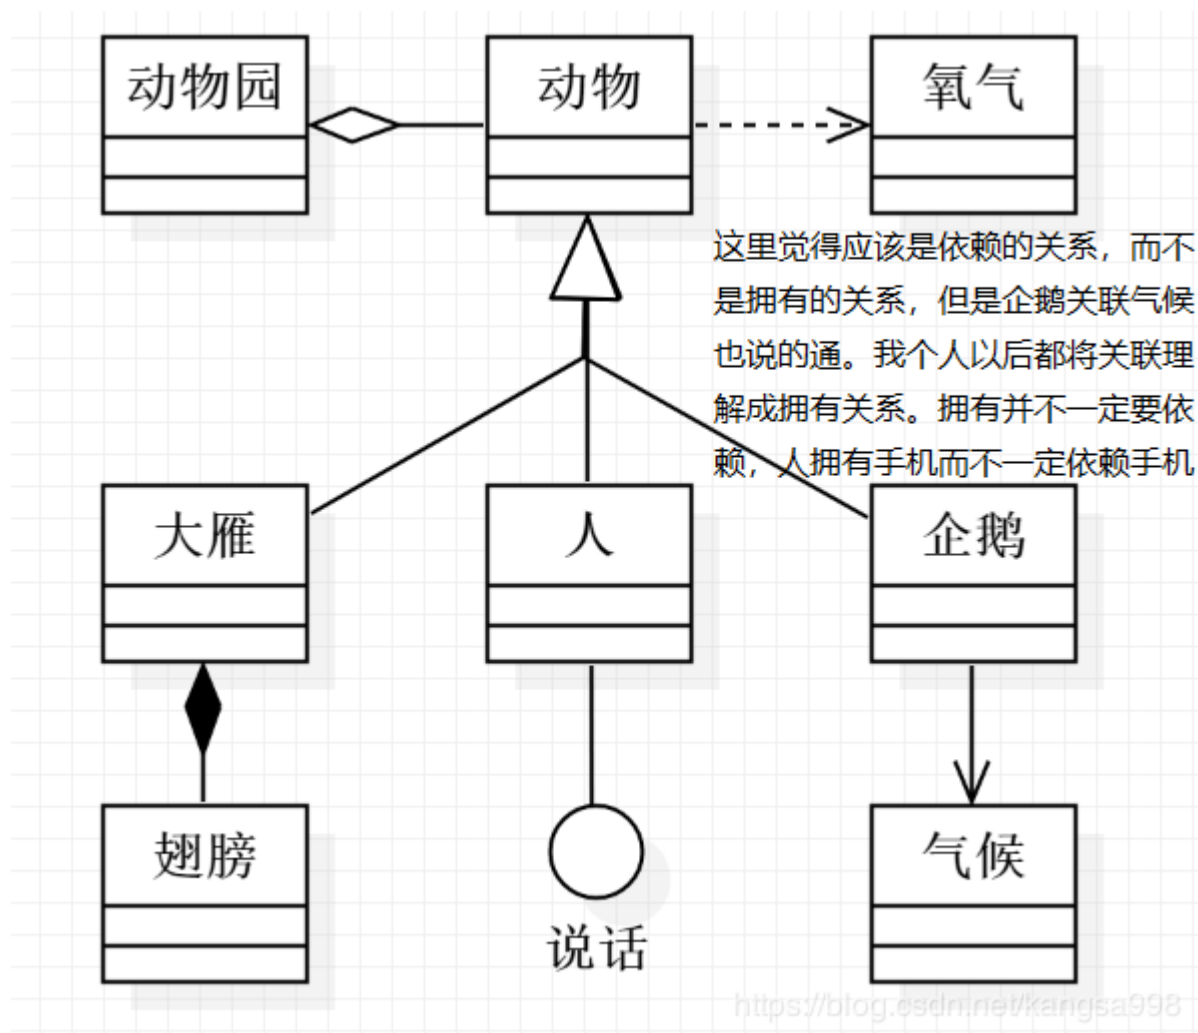 动物园
动物
氧气
这里觉得应该是依赖的关系，而不
是拥有的关系，但是企鹅关联气候
也说的通。我个人以后都将关联理
解成拥有关系。拥有并不一定要依
赖，人拥有手机而不一定依赖手机
大雁
人
企鹅
翅膀
说话
气候
https://blog.csdn.net/kangsa998